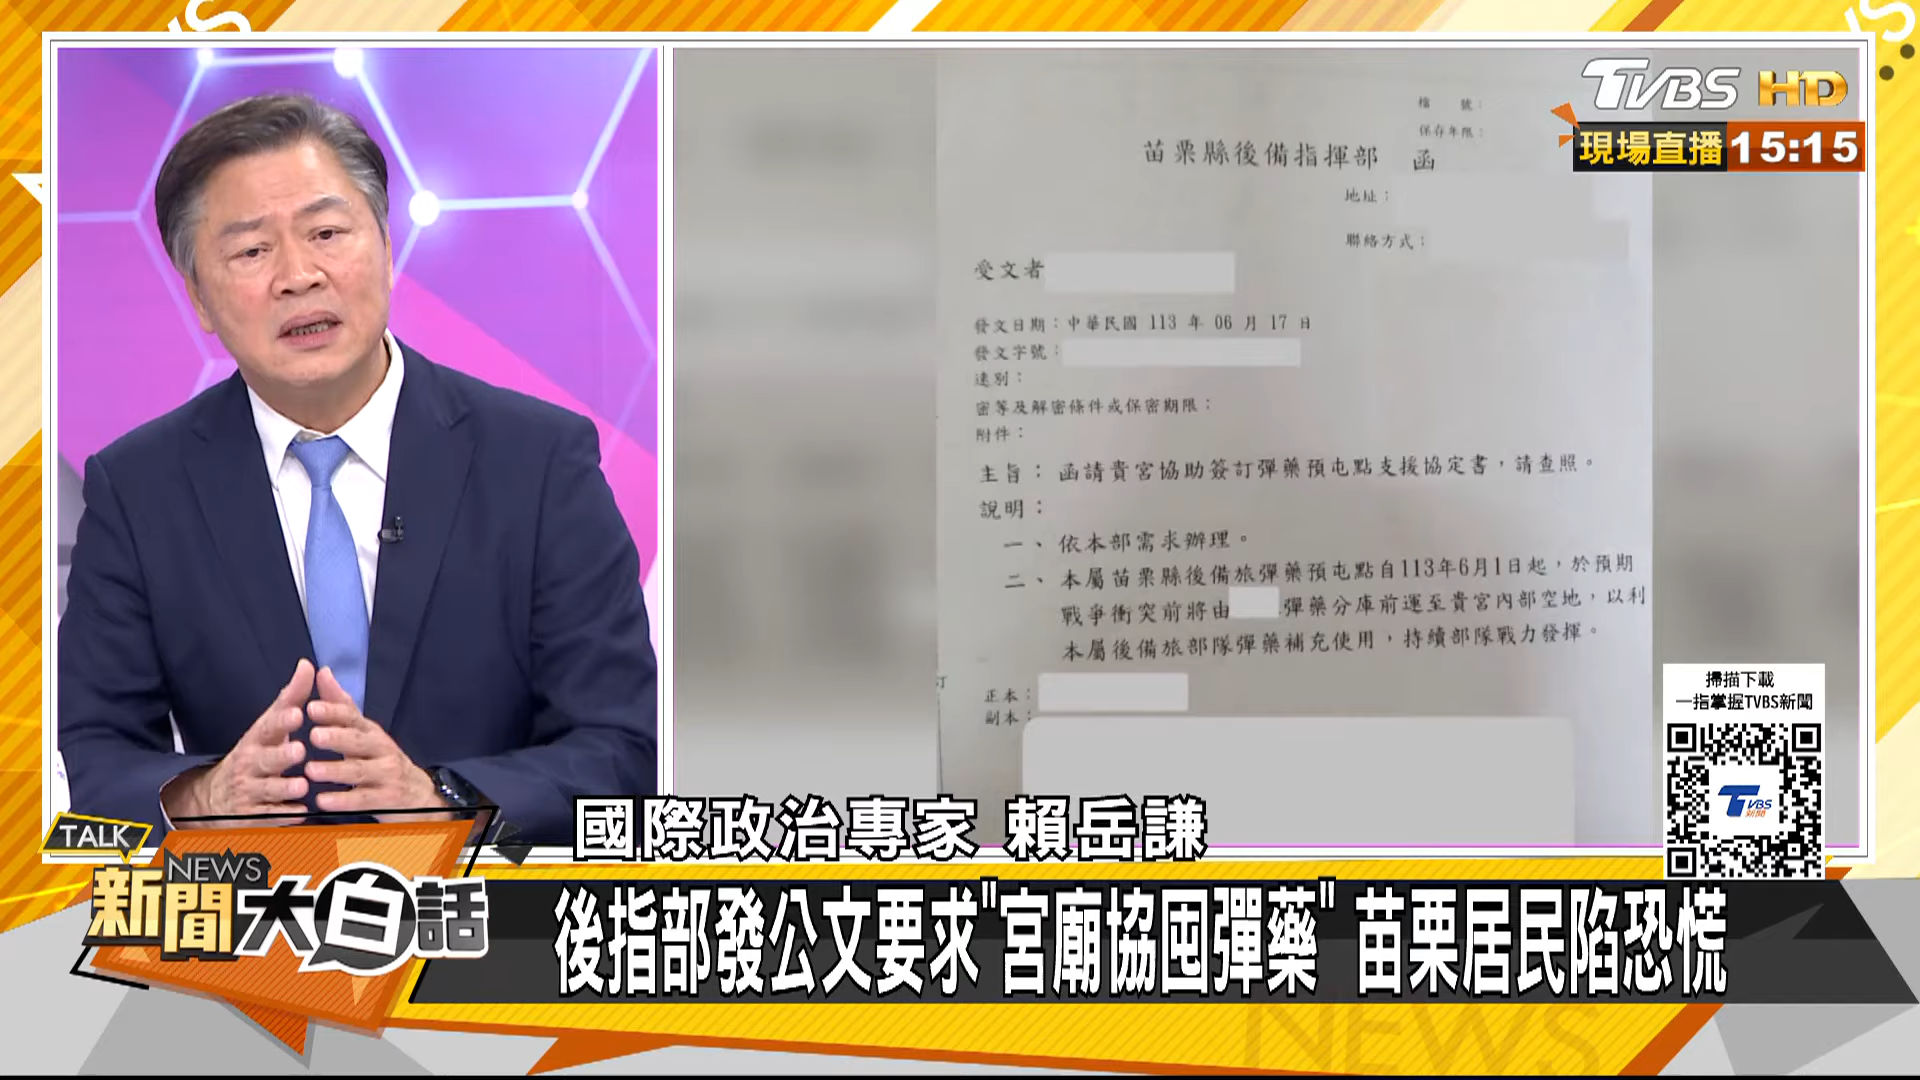 TVBS HD
現場直播 15:15
檔　號：
保存年限：
苗栗縣後備指揮部　函
地址：
聯絡方式：
受文者
發文日期：中華民國 113 年 06 月 17 日
發文字號：
速別：
密等及解密條件或保密期限：
附件：
主旨：函請貴宮協助簽訂彈藥預屯點支援協定書，請查照。
說明：
一、依本部需求辦理。
二、本屬苗栗縣後備旅彈藥預屯點自113年6月1日起，於預期
戰爭衝突前將由　彈藥分庫前運至貴宮內部空地，以利
本屬後備旅部隊彈藥補充使用，持續部隊戰力發揮。
訂
正本：
副本：
掃描下載
一指掌握TVBS新聞
TVBS
新聞
國際政治專家 賴岳謙
TALK
NEWS
新聞大白話
後指部發公文要求"宮廟協囤彈藥" 苗栗居民陷恐慌
NEWS